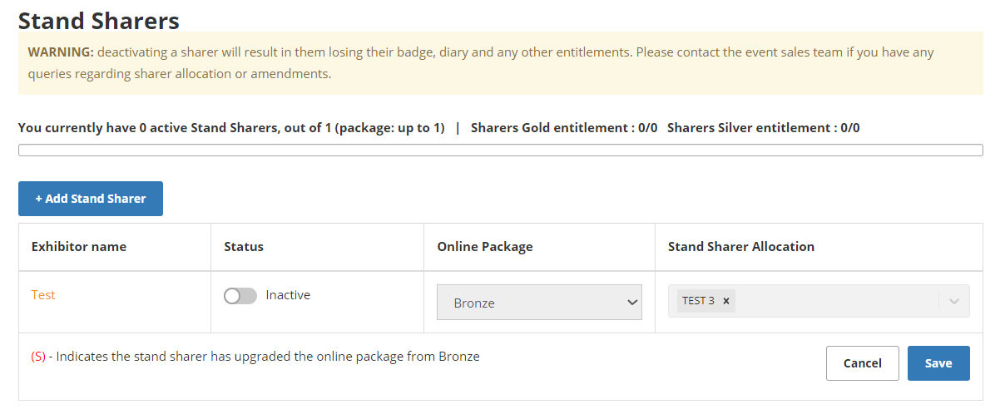 Stand Sharers
WARNING: deactivating a sharer will result in them losing their badge, diary and any other entitlements. Please contact the event sales team if you have any
queries regarding sharer allocation or amendments.
You currently have 0 active Stand Sharers, out of 1 (package: up to 1) | Sharers Gold entitlement : 0/0 Sharers Silver entitlement : 0/0
+ Add Stand Sharer
Exhibitor name Status Online Package Stand Sharer Allocation
Test Inactive Bronze TEST 3 ×
(S) - Indicates the stand sharer has upgraded the online package from Bronze
Cancel Save